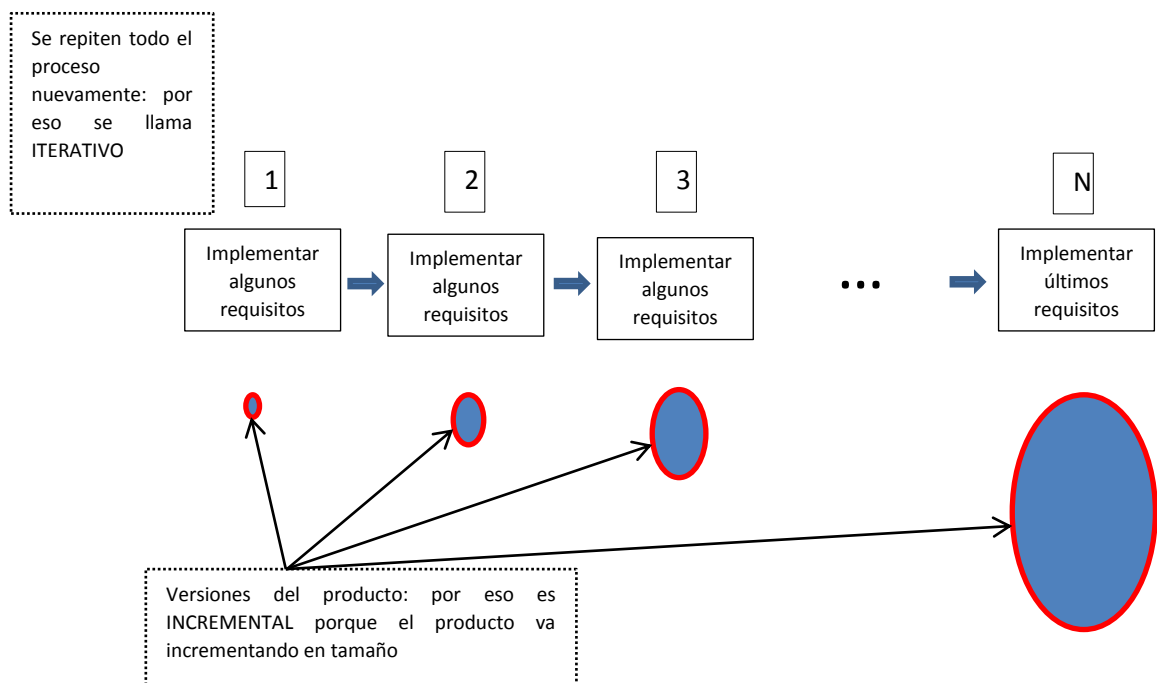 Se repiten todo el
proceso
nuevamente: por
eso se llama
ITERATIVO
1
2
3
N
Implementar
algunos
requisitos
Implementar
algunos
requisitos
Implementar
algunos
requisitos
...
Implementar
últimos
requisitos
Versiones del producto: por eso es
INCREMENTAL porque el producto va
incrementando en tamaño